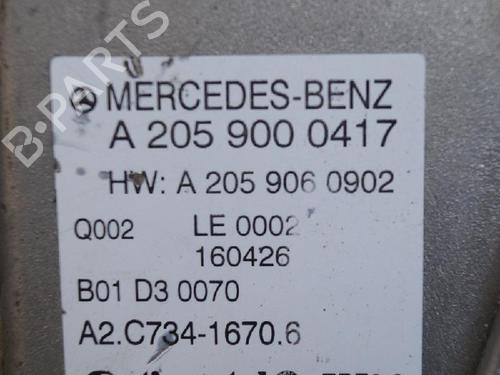 B-PARTS
MERCEDES-BENZ
A 205 900 0417
HW: A 205 906 0902
Q002 LE 0002
160426
B01 D3 0070
A2.C734-1670.6